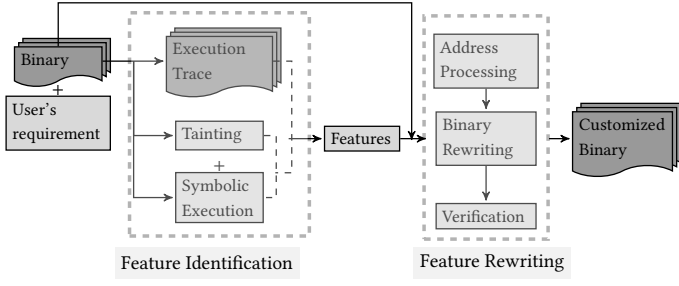 Binary
+
User's
requirement
Execution
Trace
Tainting
+
Symbolic
Execution
Feature Identification
Features
Address
Processing
Binary
Rewriting
Verification
Feature Rewriting
Customized
Binary